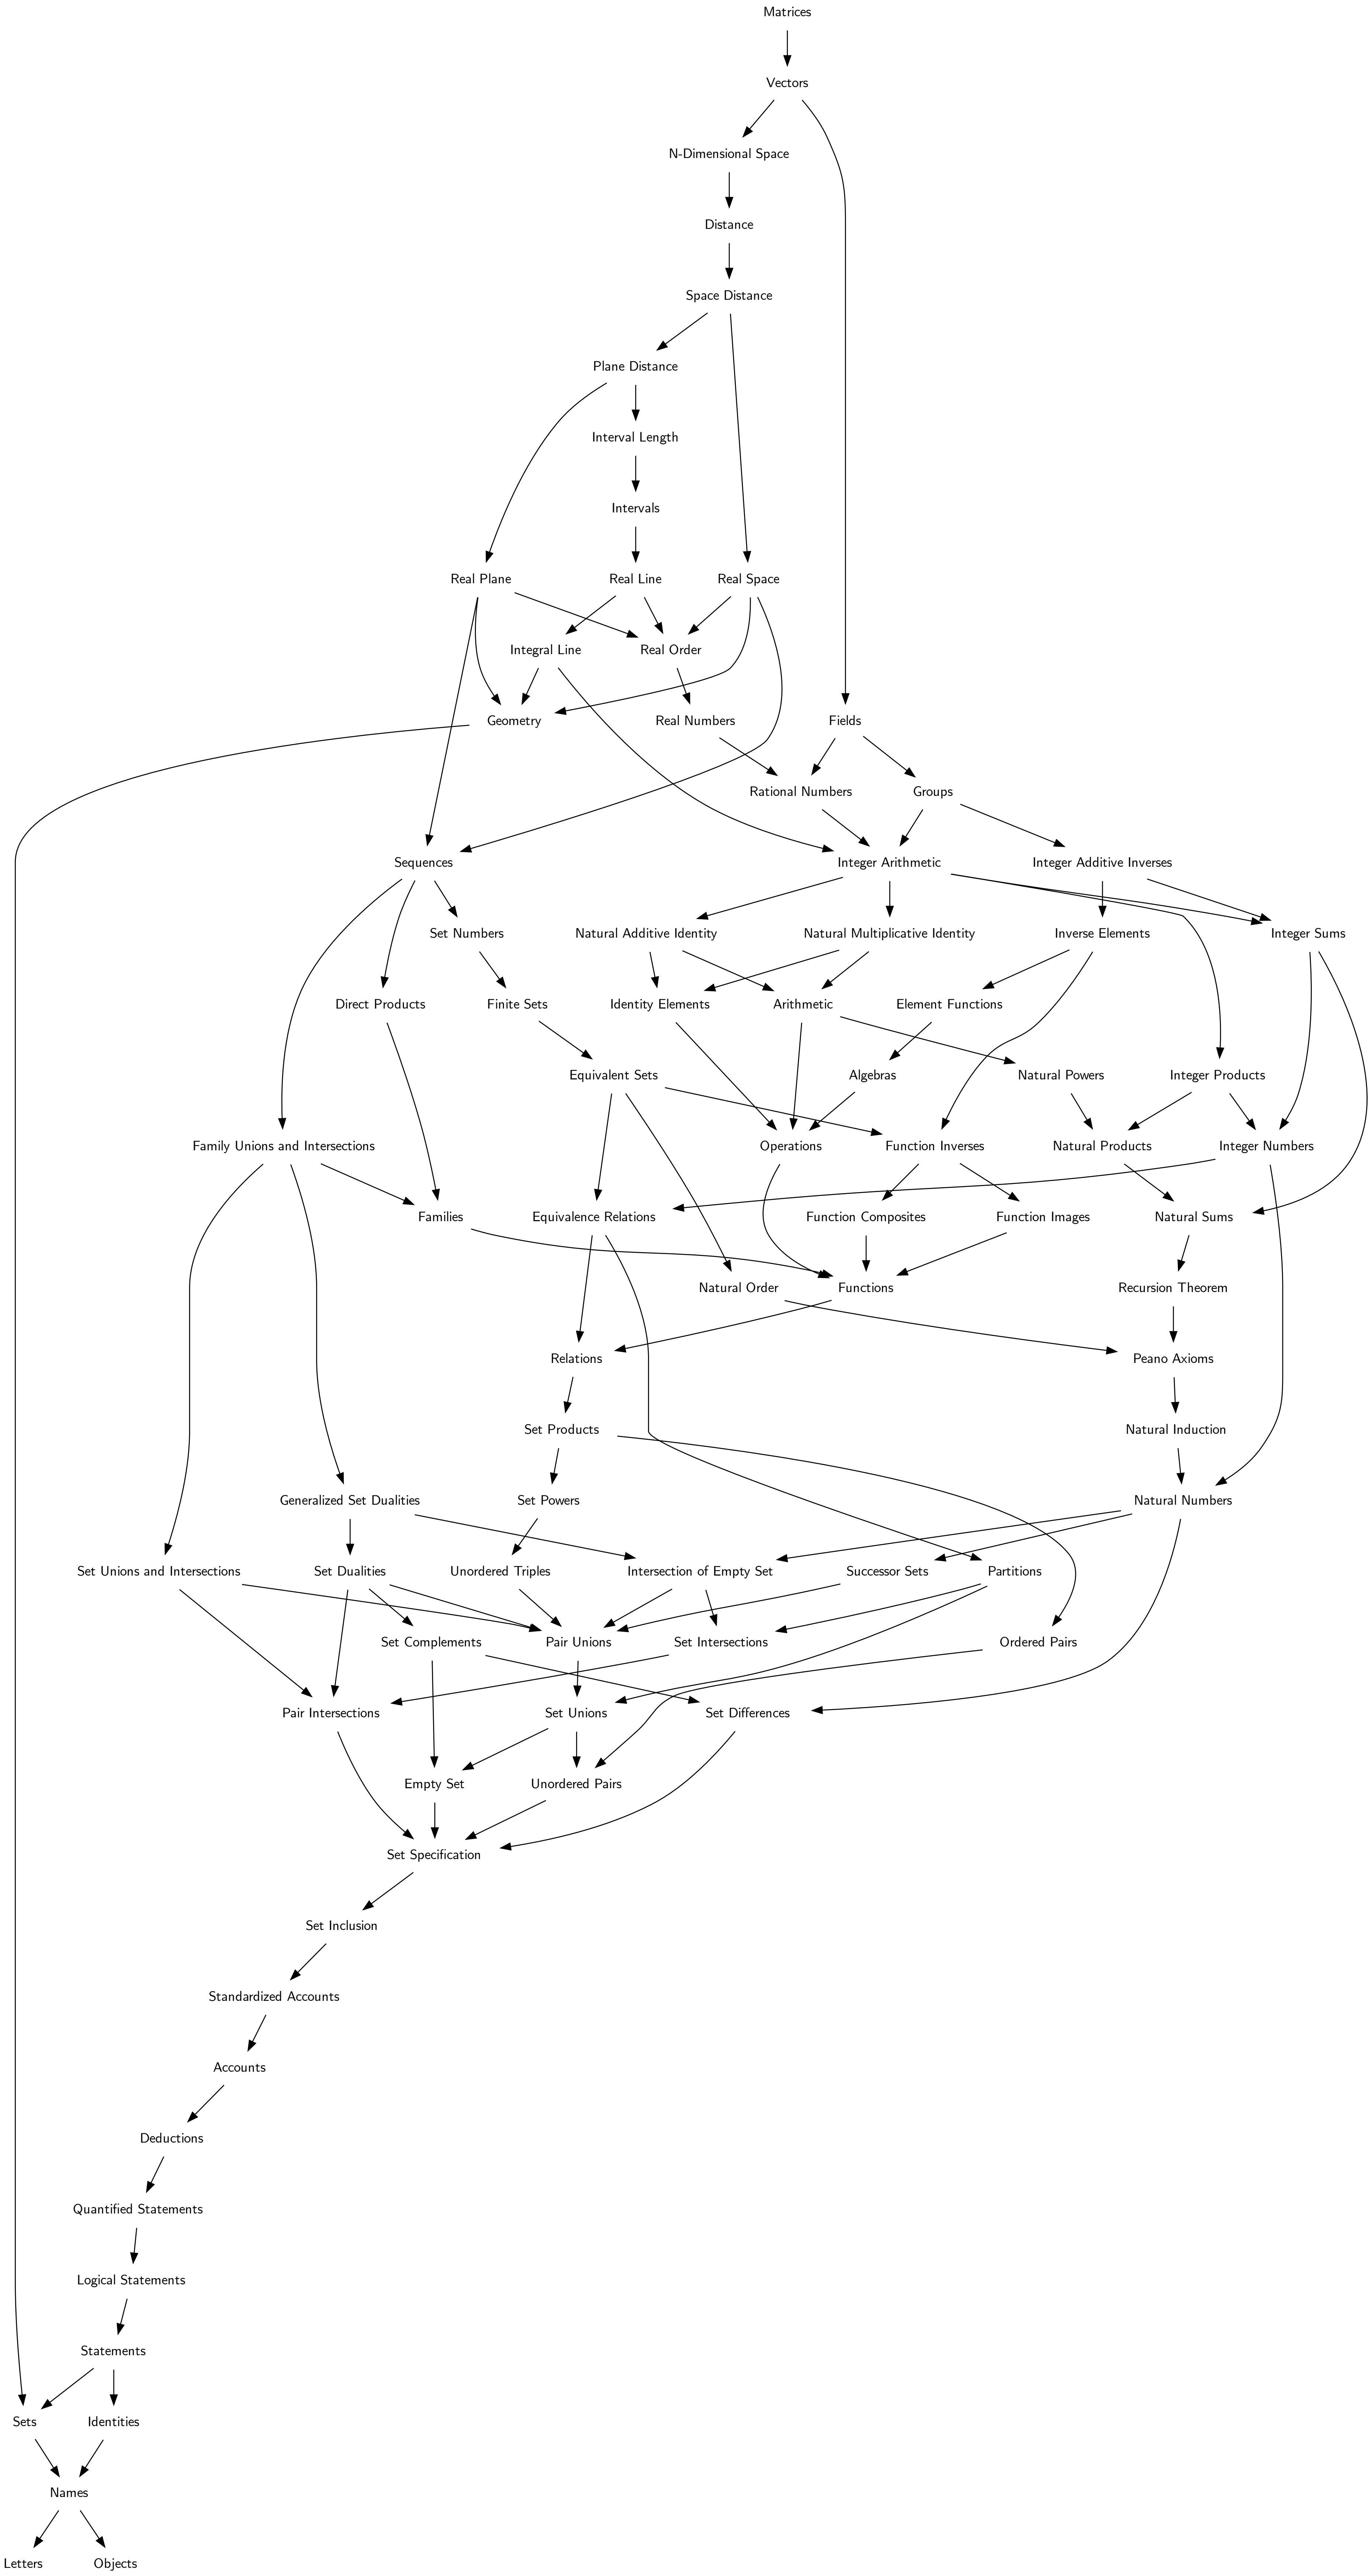 Matrices
Vectors
N-Dimensional Space
Distance
Space Distance
Plane Distance
Interval Length
Intervals
Real Plane
Real Line
Real Space
Integral Line
Real Order
Geometry
Real Numbers
Fields
Rational Numbers
Groups
Sequences
Integer Arithmetic
Integer Additive Inverses
Set Numbers
Natural Additive Identity
Natural Multiplicative Identity
Inverse Elements
Integer Sums
Direct Products
Finite Sets
Identity Elements
Arithmetic
Element Functions
Equivalent Sets
Algebras
Natural Powers
Integer Products
Family Unions and Intersections
Operations
Function Inverses
Natural Products
Integer Numbers
Families
Equivalence Relations
Function Composites
Function Images
Natural Sums
Natural Order
Functions
Recursion Theorem
Relations
Peano Axioms
Set Products
Natural Induction
Generalized Set Dualities
Set Powers
Natural Numbers
Set Unions and Intersections
Set Dualities
Unordered Triples
Intersection of Empty Set
Successor Sets
Partitions
Set Complements
Pair Unions
Set Intersections
Ordered Pairs
Pair Intersections
Set Unions
Set Differences
Empty Set
Unordered Pairs
Set Specification
Set Inclusion
Standardized Accounts
Accounts
Deductions
Quantified Statements
Logical Statements
Statements
Sets
Identities
Names
Letters
Objects